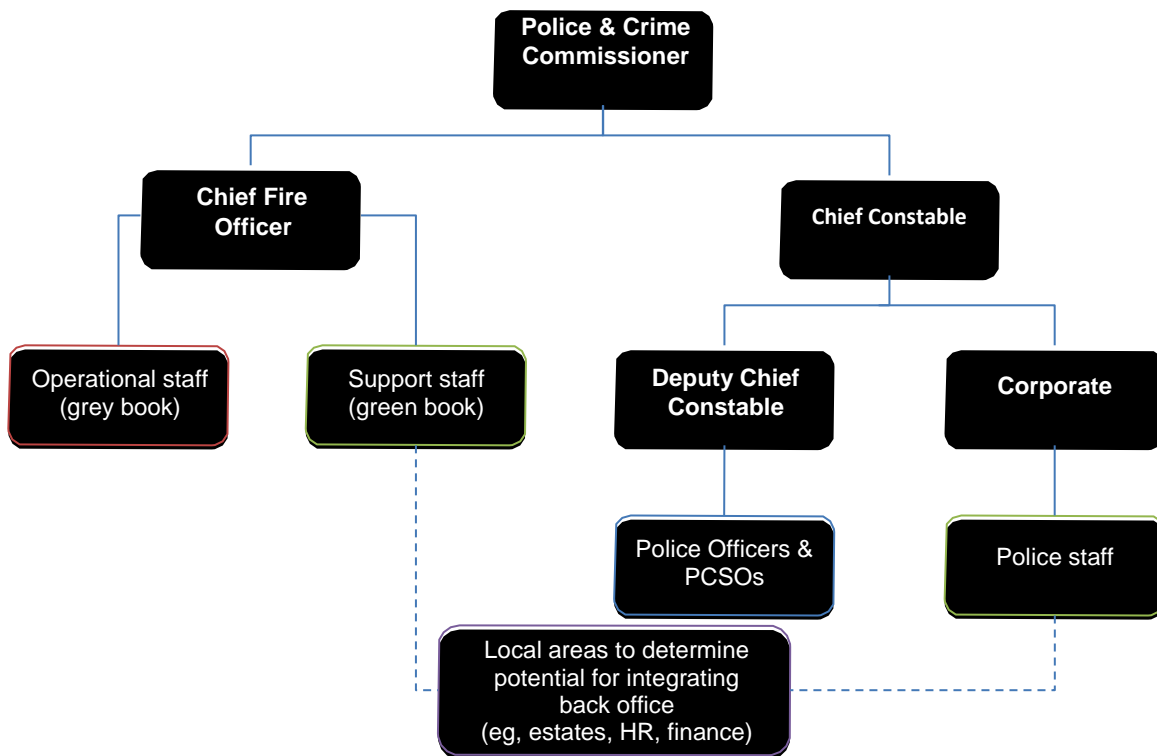 Police & Crime
Commissioner
Chief Fire
Officer
Chief Constable
Operational staff
(grey book)
Support staff
(green book)
Deputy Chief
Constable
Corporate
Police Officers &
PCSOs
Police staff
Local areas to determine
potential for integrating
back office
(eg, estates, HR, finance)